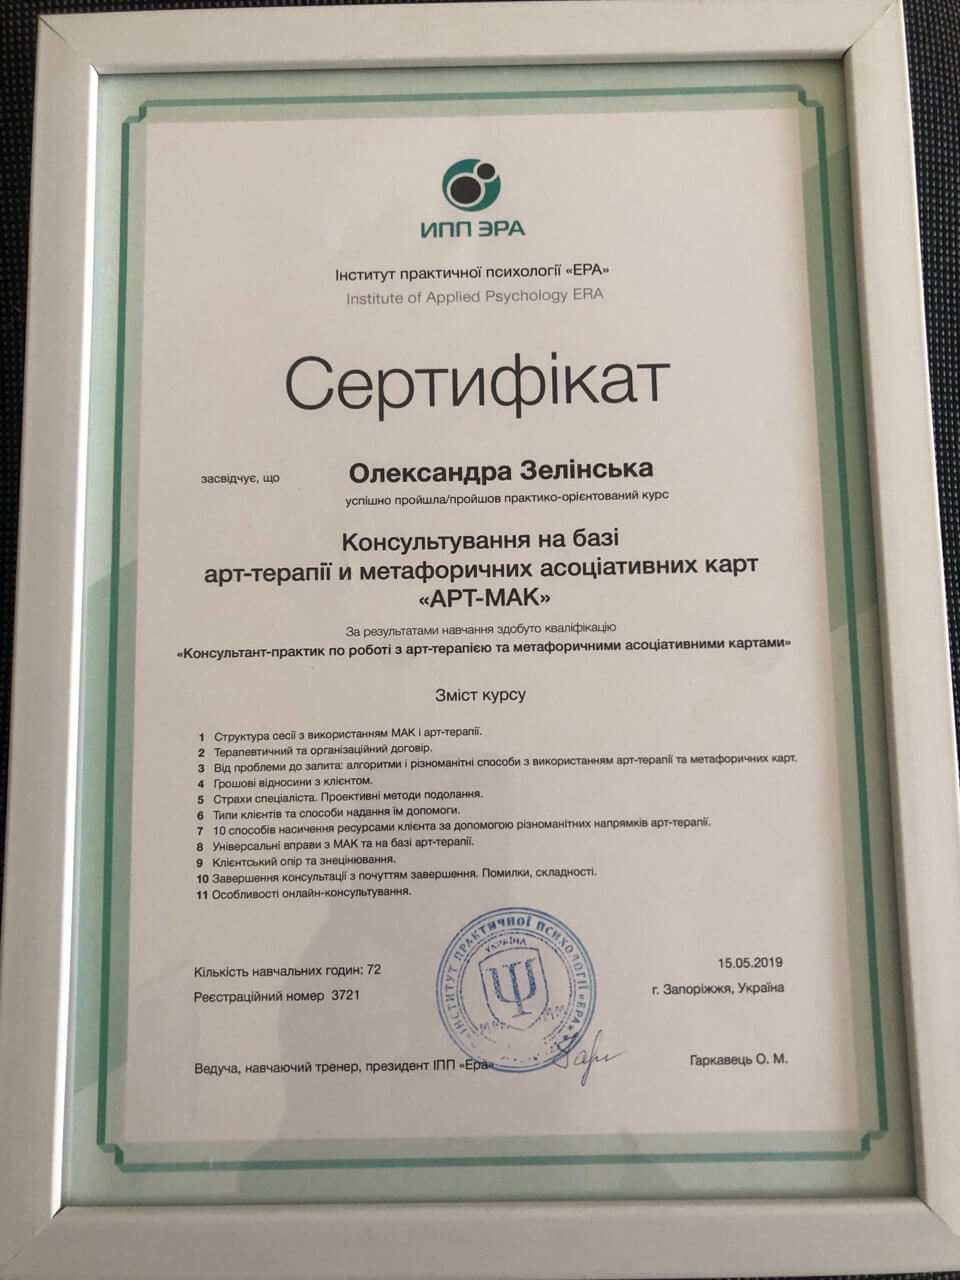 ИПП ЭРА
Інститут практичної психології «ЕРА»
Institute of Applied Psychology ERA
Сертифікат
засвідчує, що Олександра Зелінська
успішно пройшла/пройшов практико-орієнтований курс
Консультування на базі
арт-терапії и метафоричних асоціативних карт
«АРТ-МАК»
За результатами навчання здобуто кваліфікацію
«Консультант-практик по роботі з арт-терапією та метафоричними асоціативними картами»
Зміст курсу
1 Структура сесії з використанням МАК і арт-терапії.
2 Терапевтичний та організаційний договір.
3 Від проблеми до запита: алгоритми і різноманітні способи з використанням арт-терапії та метафоричних карт.
4 Грошові відносини з клієнтом.
5 Страхи спеціаліста. Проективні методи подолання.
6 Типи клієнтів та способи надання їм допомоги.
7 10 способів насичення ресурсами клієнта за допомогою різноманітних напрямків арт-терапії.
8 Універсальні вправи з МАК та на базі арт-терапії.
9 Клієнтський опір та знецінювання.
10 Завершення консультації з почуттям завершення. Помилки, складності.
11 Особливості онлайн-консультування.
ІНСТИТУТ ПРАКТИЧНОЇ ПСИХОЛОГІЇ «ЕРА»
УКРАЇНА
Ψ
Кількість навчальних годин: 72
15.05.2019
Реєстраційний номер 3721
г. Запоріжжя, Україна
Ведуча, навчаючий тренер, президент ІПП «Ера»
Гаркавець О. М.